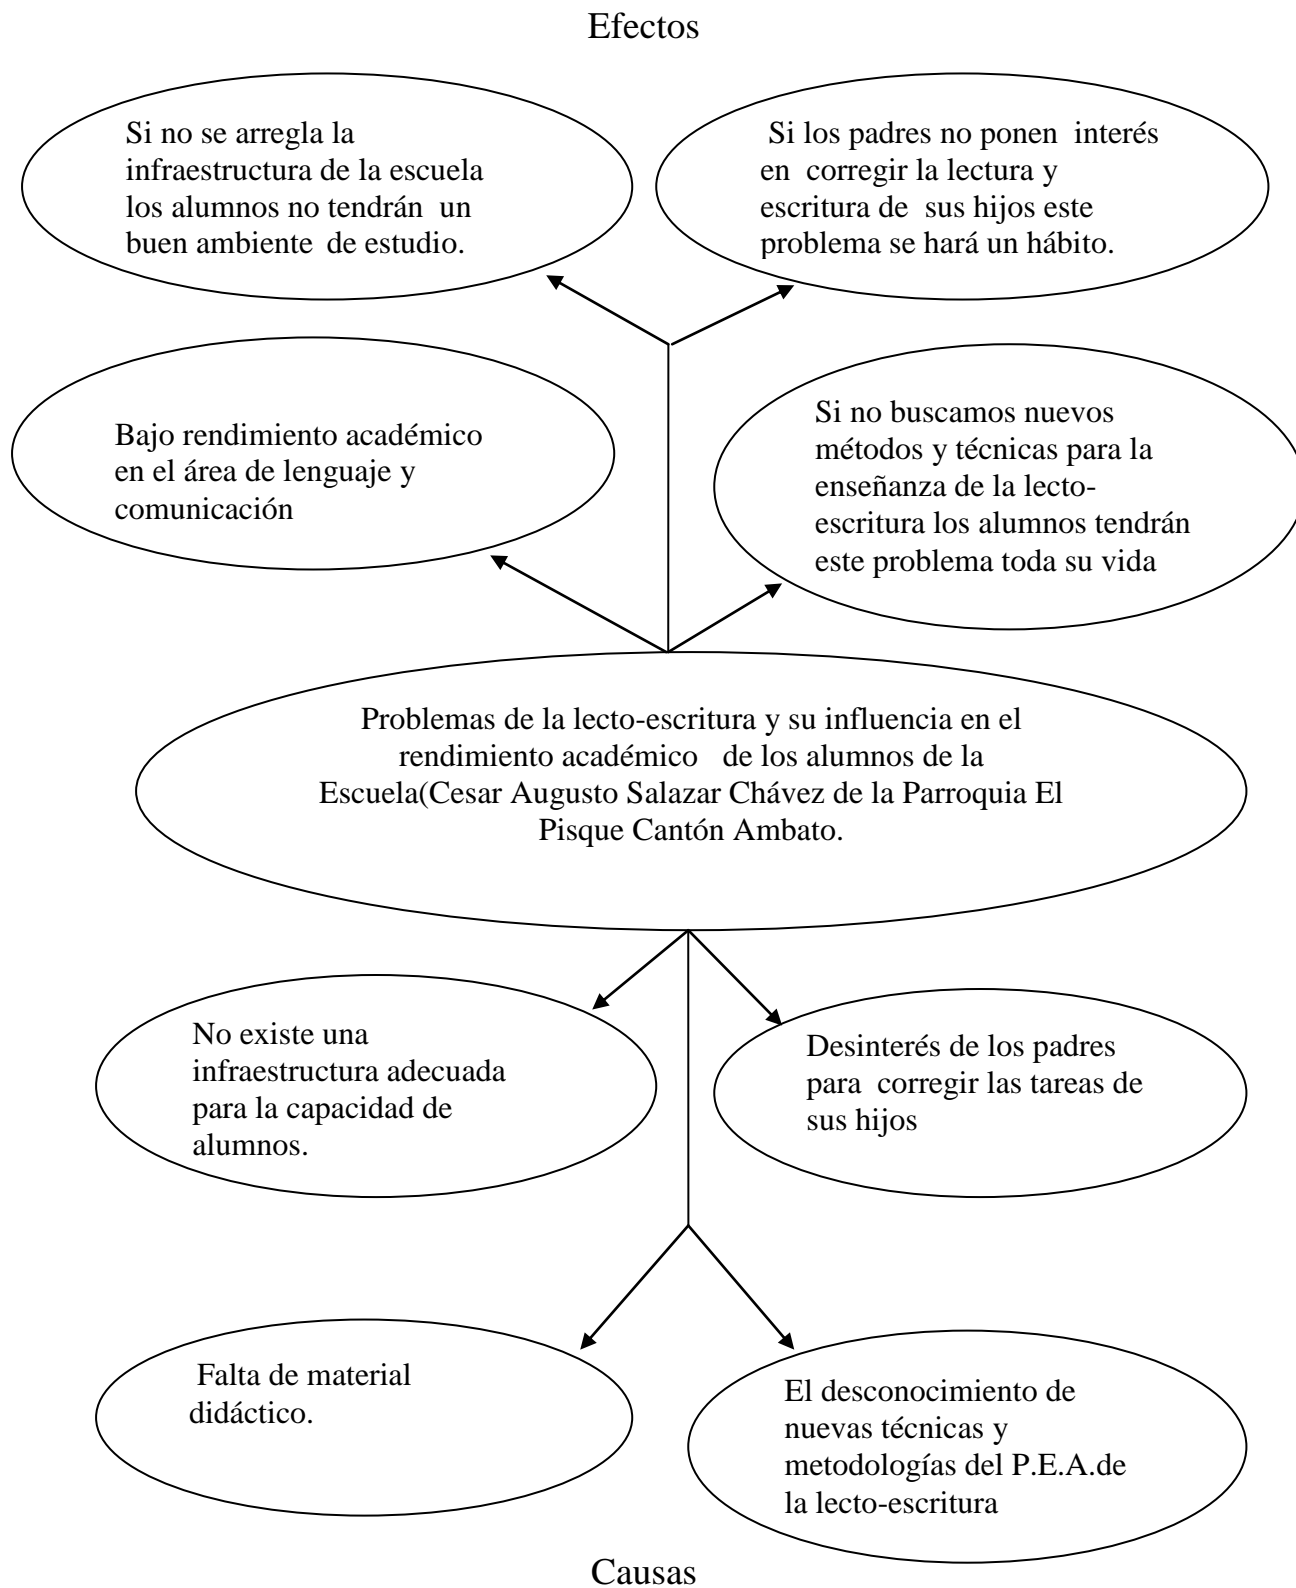 Efectos
Si no se arregla la
infraestructura de la escuela
los alumnos no tendrán un
buen ambiente de estudio.
Si los padres no ponen interés
en corregir la lectura y
escritura de sus hijos este
problema se hará un hábito.
Bajo rendimiento académico
en el área de lenguaje y
comunicación
Si no buscamos nuevos
métodos y técnicas para la
enseñanza de la lecto-
escritura los alumnos tendrán
este problema toda su vida
Problemas de la lecto-escritura y su influencia en el
rendimiento académico de los alumnos de la
Escuela(Cesar Augusto Salazar Chávez de la Parroquia El
Pisque Cantón Ambato.
No existe una
infraestructura adecuada
para la capacidad de
alumnos.
Desinterés de los padres
para corregir las tareas de
sus hijos
Falta de material
didáctico.
El desconocimiento de
nuevas técnicas y
metodologías del P.E.A.de
la lecto-escritura
Causas